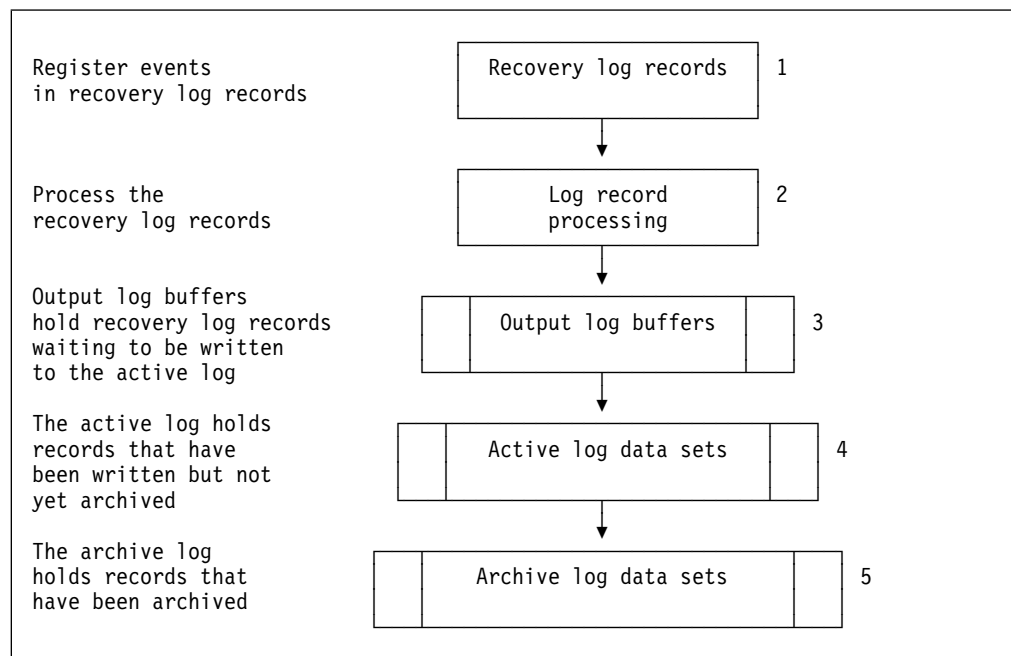 Register events
in recovery log records
Recovery log records
1
Process the
recovery log records
Log record
processing
2
Output log buffers
hold recovery log records
waiting to be written
to the active log
Output log buffers
3
The active log holds
records that have
been written but not
yet archived
Active log data sets
4
The archive log
holds records that
have been archived
Archive log data sets
5